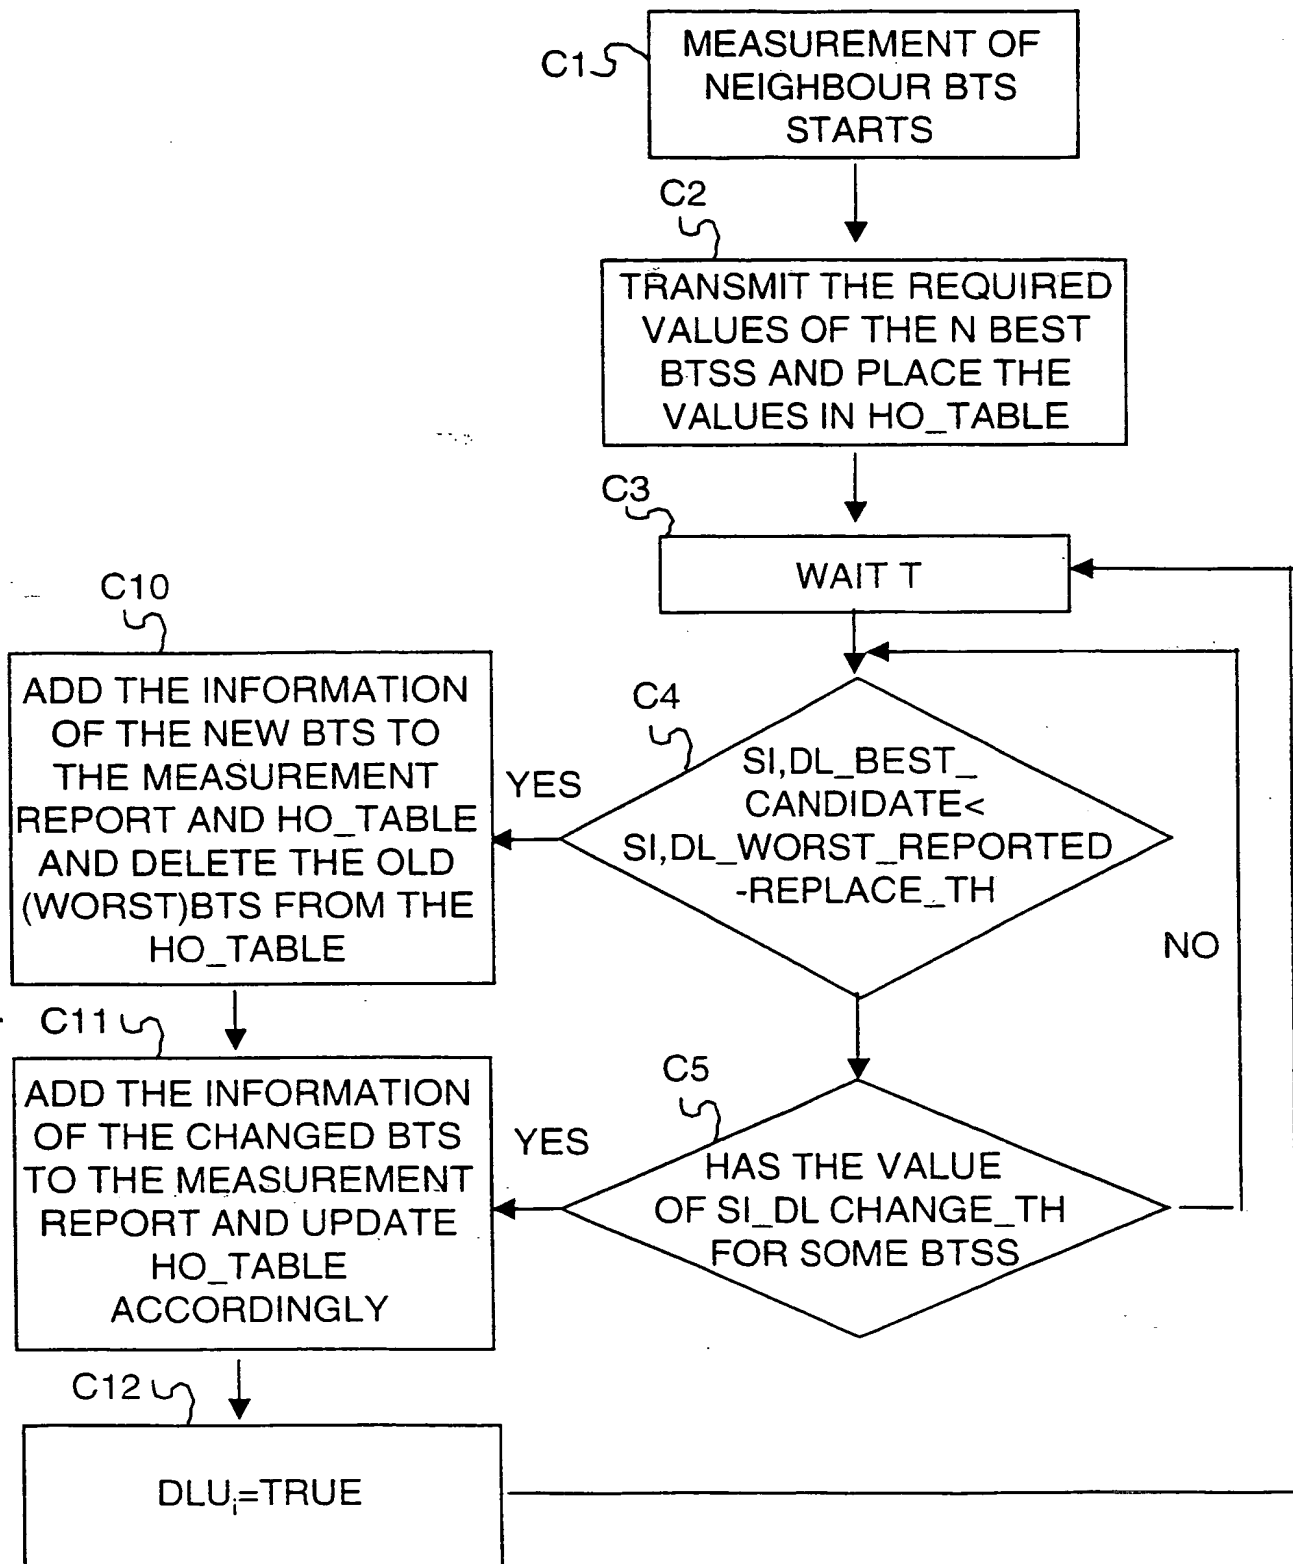 C1
MEASUREMENT OF
NEIGHBOUR BTS
STARTS
C2
TRANSMIT THE REQUIRED
VALUES OF THE N BEST
BTSS AND PLACE THE
VALUES IN HO_TABLE
C3
WAIT T
C4
SI,DL_BEST_
CANDIDATE<
SI,DL_WORST_REPORTED
-REPLACE_TH
YES
NO
C10
ADD THE INFORMATION
OF THE NEW BTS TO
THE MEASUREMENT
REPORT AND HO_TABLE
AND DELETE THE OLD
(WORST)BTS FROM THE
HO_TABLE
C5
HAS THE VALUE
OF SI_DL CHANGE_TH
FOR SOME BTSS
YES
C11
ADD THE INFORMATION
OF THE CHANGED BTS
TO THE MEASUREMENT
REPORT AND UPDATE
HO_TABLE
ACCORDINGLY
C12
DLUi=TRUE